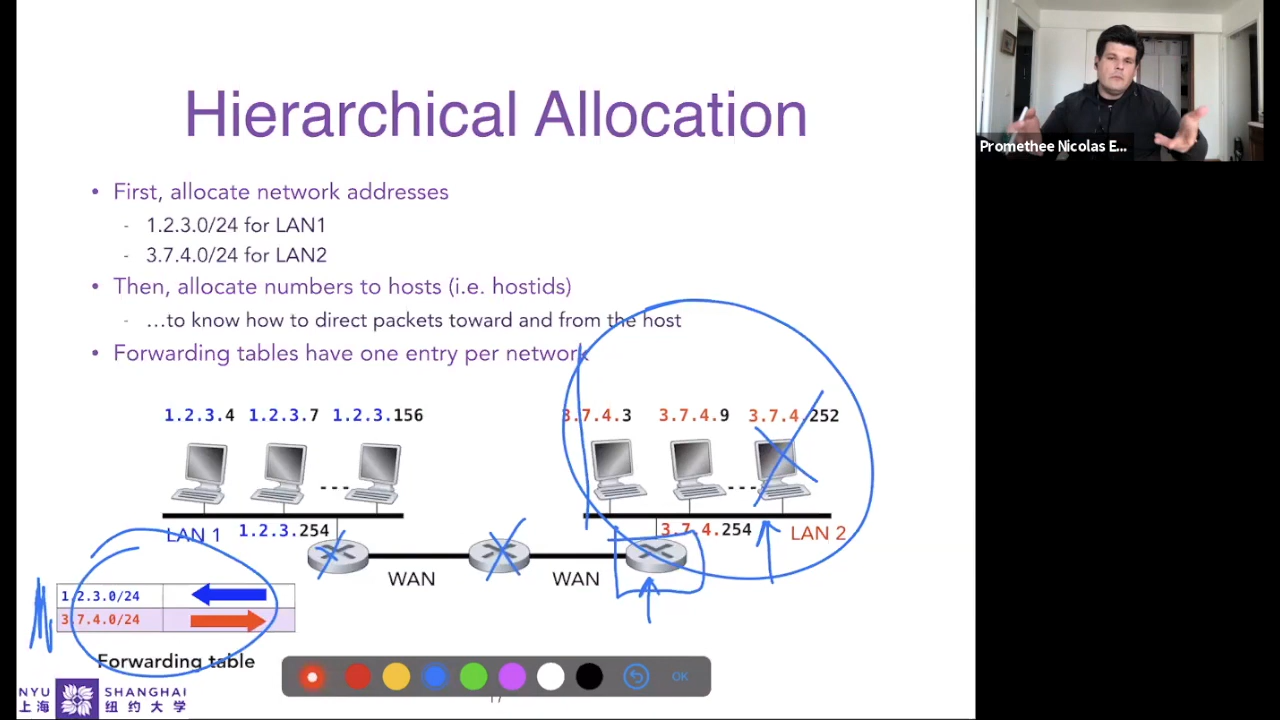 Promethee Nicolas E...
Hierarchical Allocation
• First, allocate network addresses
- 1.2.3.0/24 for LAN1
- 3.7.4.0/24 for LAN2
• Then, allocate numbers to hosts (i.e. hostids)
- ...to know how to direct packets toward and from the host
• Forwarding tables have one entry per network
1.2.3.4 1.2.3.7 1.2.3.156 3.7.4.3 3.7.4.9 3.7.4.252
LAN 1 1.2.3.254 3.7.4.254 LAN 2
WAN WAN
1.2.3.0/24
3.7.4.0/24
Forwarding table
OK
17
NYU SHANGHAI
上海 纽约大学